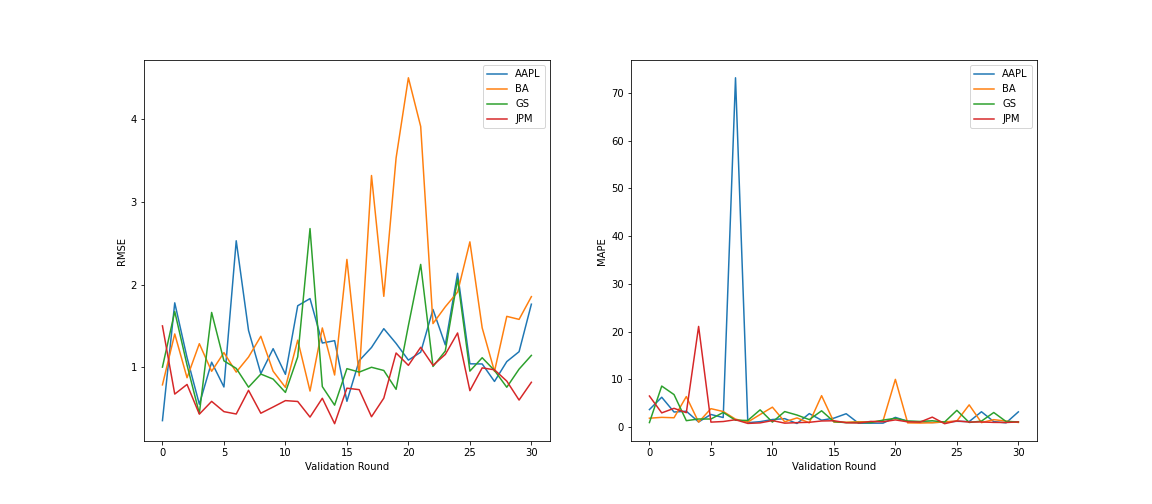 AAPL
BA
GS
JPM
4
3
2
1
RMSE
0 5 10 15 20 25 30
Validation Round
AAPL
BA
GS
JPM
70
60
50
40
30
20
10
0
MAPE
0 5 10 15 20 25 30
Validation Round